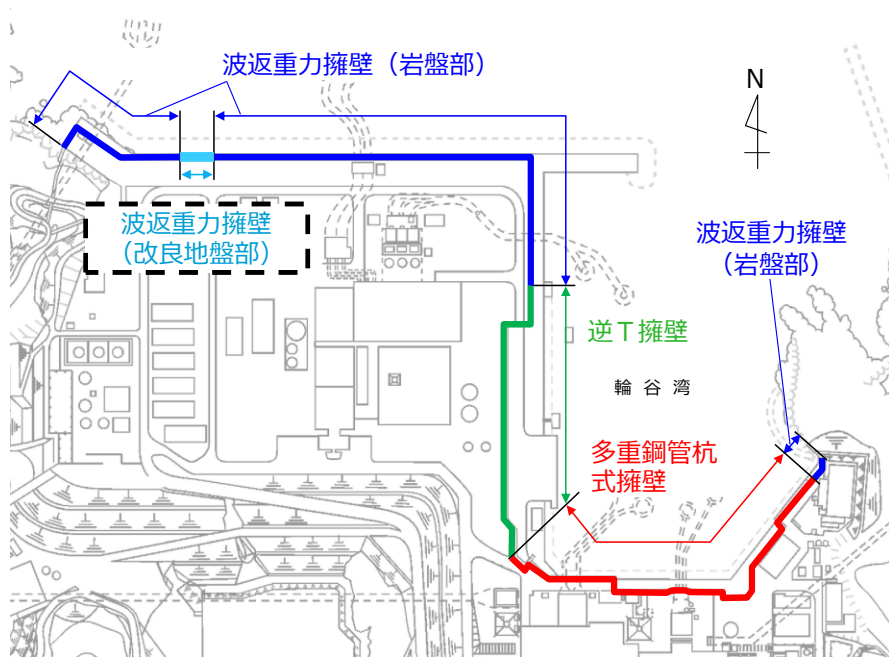 波返重力擁壁（岩盤部）
N
波返重力擁壁
（改良地盤部）
波返重力擁壁
（岩盤部）
逆T擁壁
輪谷湾
多重鋼管杭
式擁壁